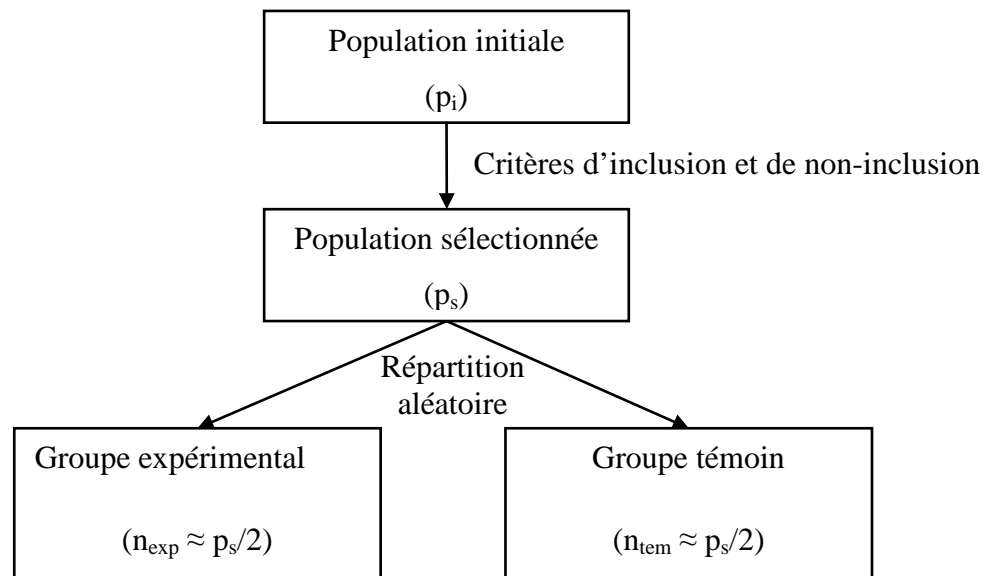 Population initiale
(pᵢ)
Critères d’inclusion et de non-inclusion
Population sélectionnée
(pₛ)
Répartition
aléatoire
Groupe expérimental
(nₑₓₚ ≈ pₛ/2)
Groupe témoin
(nₜₑₘ ≈ pₛ/2)